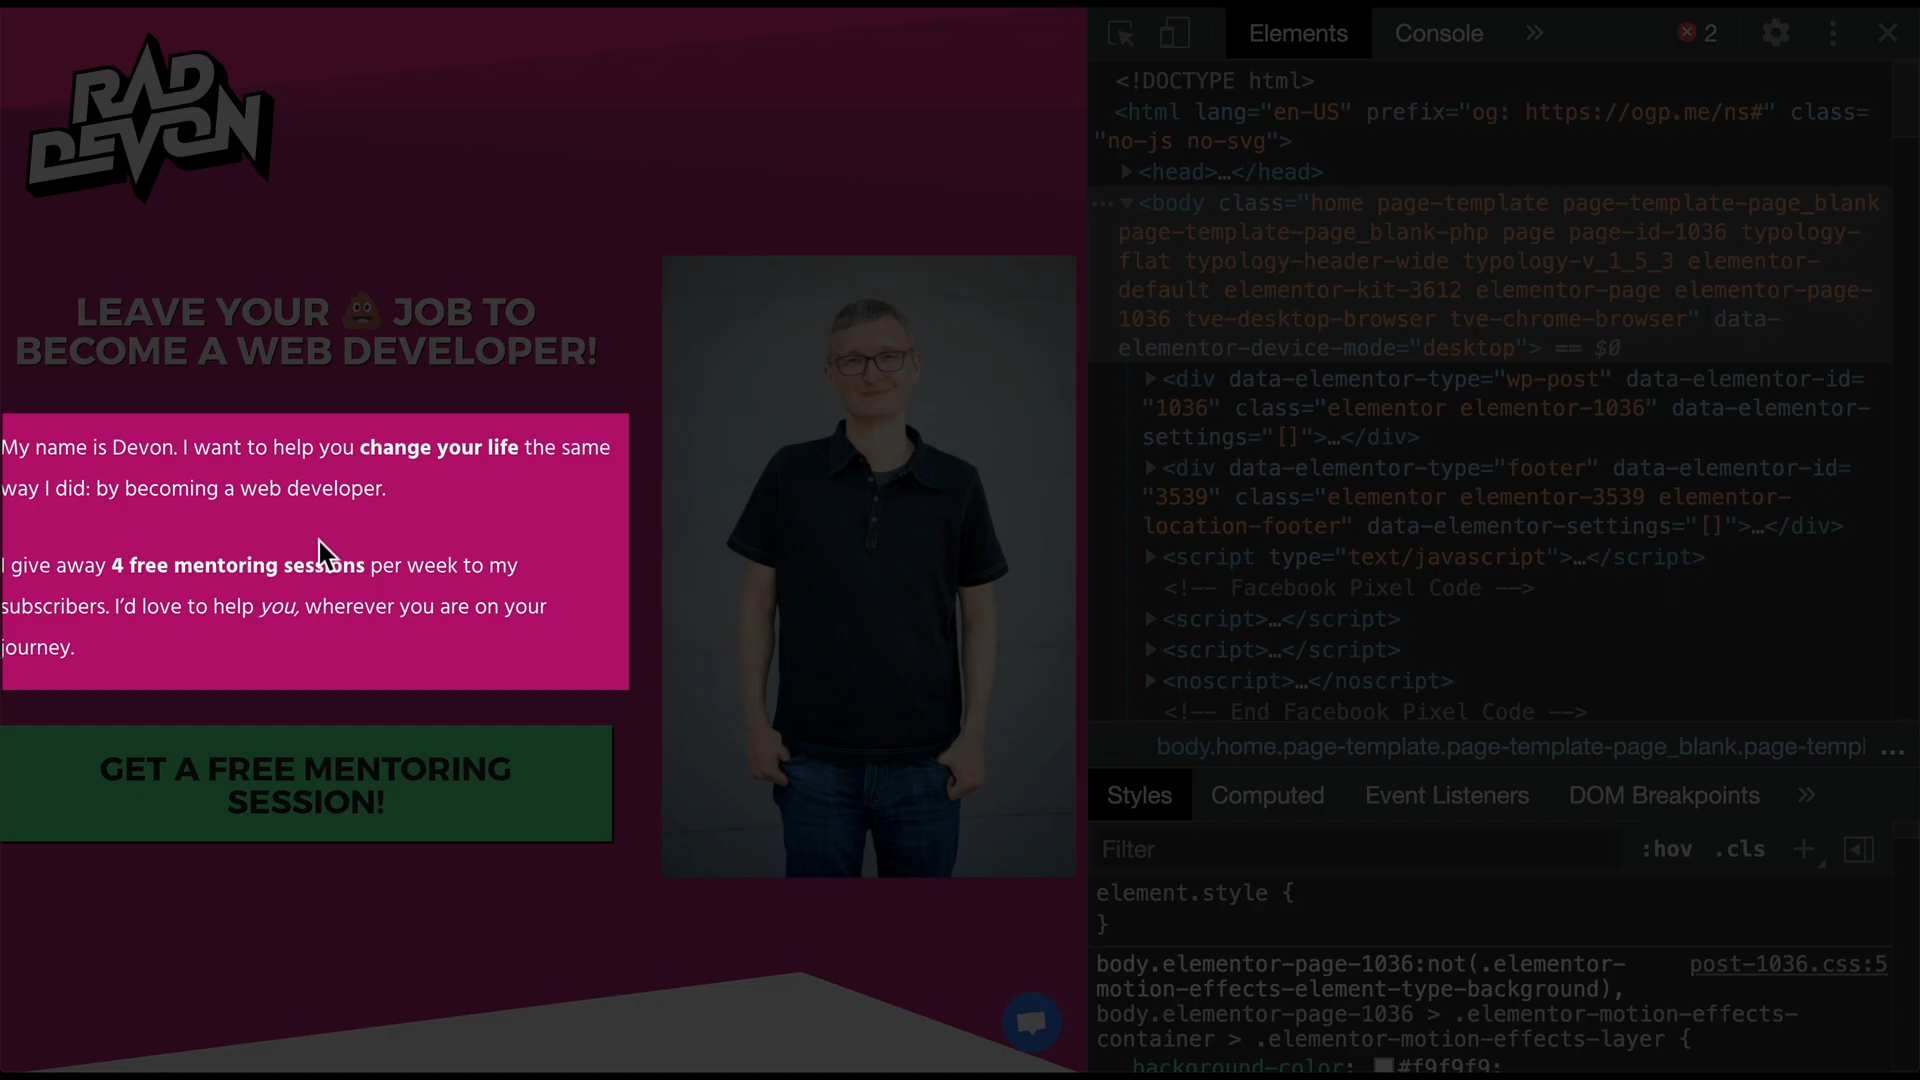 RAD
DEVON
LEAVE YOUR 💩 JOB TO
BECOME A WEB DEVELOPER!
My name is Devon. I want to help you change your life the same
way I did: by becoming a web developer.
I give away 4 free mentoring sessions per week to my
subscribers. I’d love to help you, wherever you are on your
journey.
GET A FREE MENTORING
SESSION!
Elements Console » 2
<!DOCTYPE html>
<html lang="en-US" prefix="og: https://ogp.me/ns#" class=
"no-js no-svg">
▶<head>…</head>
…▼<body class="home page-template page-template-page_blank
page-template-page_blank-php page page-id-1036 typology-
flat typology-header-wide typology-v_1_5_3 elementor-
default elementor-kit-3612 elementor-page elementor-page-
1036 tve-desktop-browser tve-chrome-browser" data-
elementor-device-mode="desktop"> == $0
▶<div data-elementor-type="wp-post" data-elementor-id=
"1036" class="elementor elementor-1036" data-elementor-
settings="[]">…</div>
▶<div data-elementor-type="footer" data-elementor-id=
"3539" class="elementor elementor-3539 elementor-
location-footer" data-elementor-settings="[]">…</div>
▶<script type="text/javascript">…</script>
<!-- Facebook Pixel Code -->
▶<script>…</script>
▶<script>…</script>
▶<noscript>…</noscript>
<!-- End Facebook Pixel Code -->
body.home.page-template.page-template-page_blank.page-templ …
Styles Computed Event Listeners DOM Breakpoints »
Filter :hov .cls +
element.style {
}
body.elementor-page-1036:not(.elementor- post-1036.css:5
motion-effects-element-type-background),
body.elementor-page-1036 > .elementor-motion-effects-
container > .elementor-motion-effects-layer {
background-color: #f9f9f9;